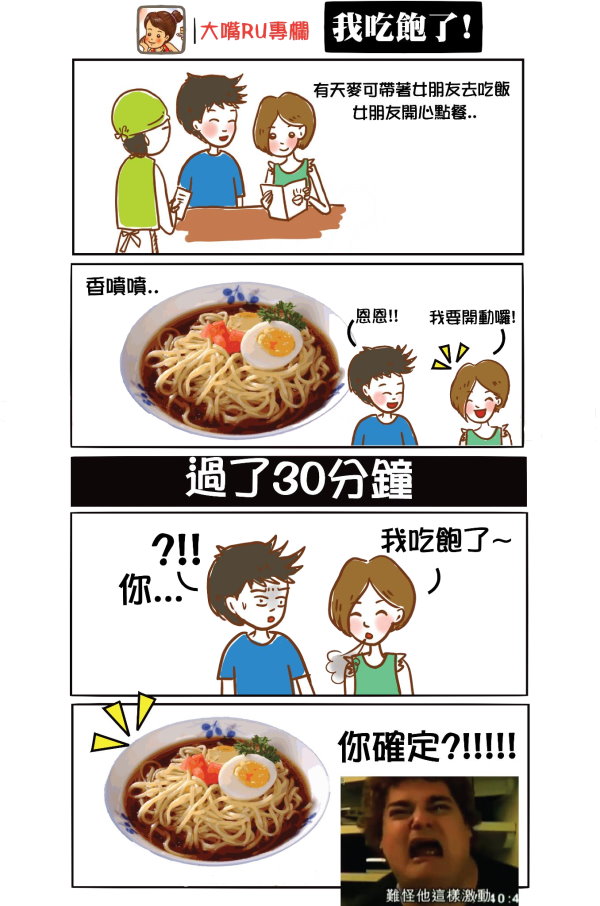 大嘴RU專欄
我吃飽了!
有天麥可帶著女朋友去吃飯
女朋友開心點餐..
香噴噴..
恩恩!!
我要開動囉!
過了30分鐘
?!!
你...
我吃飽了~
你確定?!!!!!
難怪他這樣激動
10:4